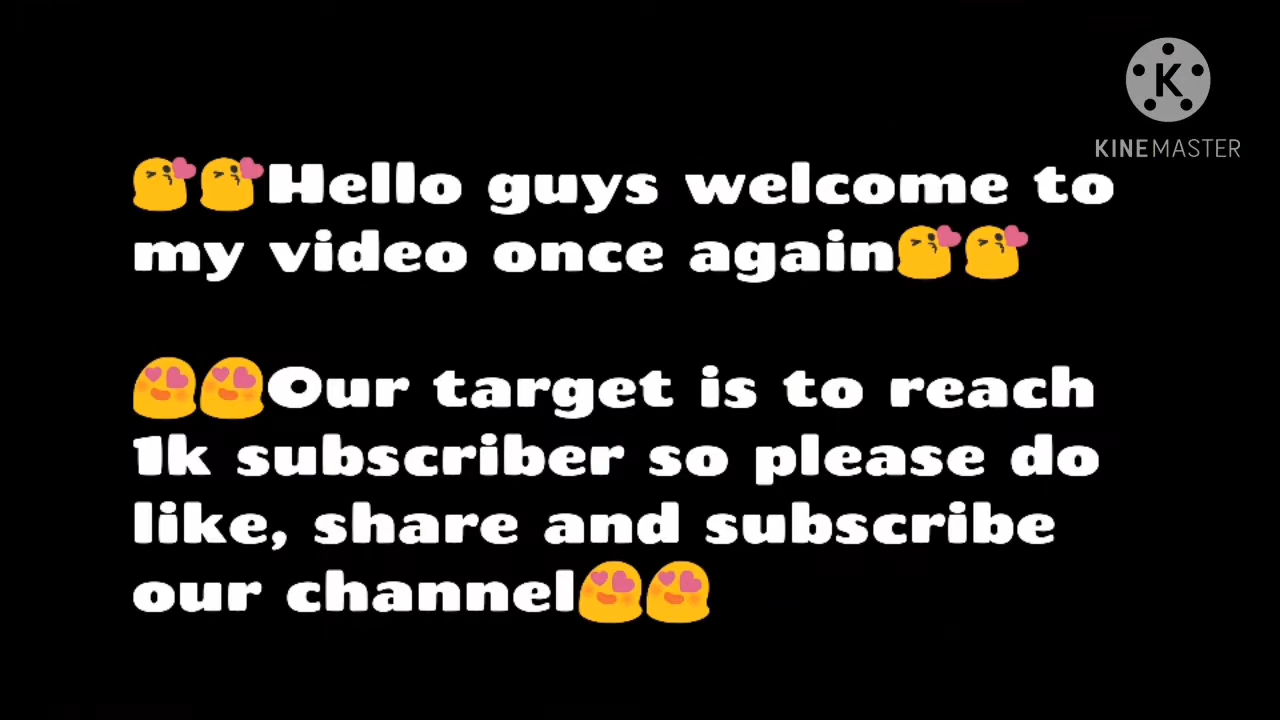 K
KINEMASTER
😘😘Hello guys welcome to
my video once again😘😘
😍😍Our target is to reach
1k subscriber so please do
like, share and subscribe
our channel😍😍